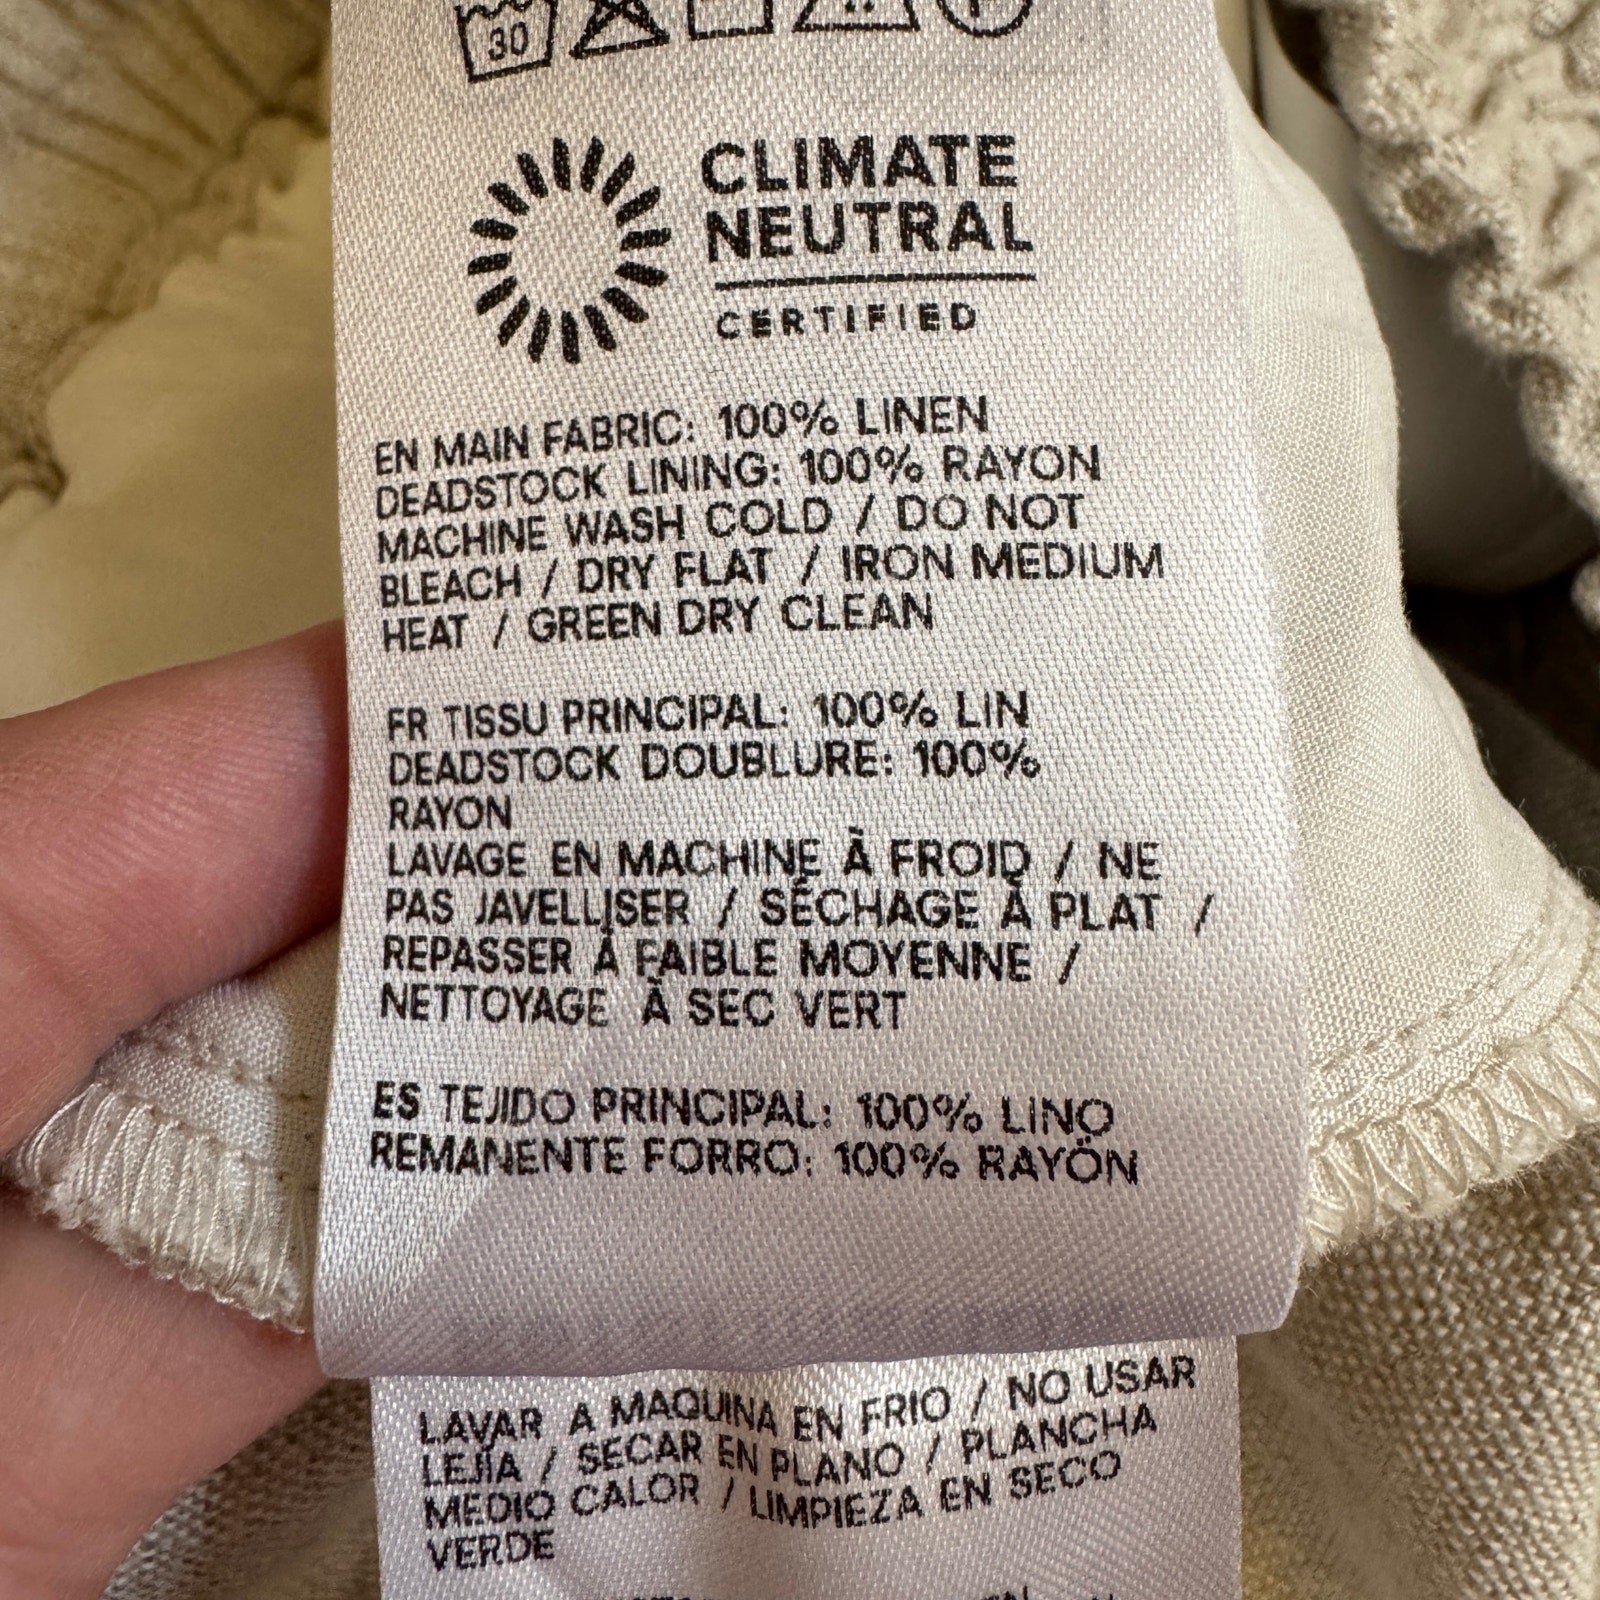 30
CLIMATE
NEUTRAL
CERTIFIED
EN MAIN FABRIC: 100% LINEN
DEADSTOCK LINING: 100% RAYON
MACHINE WASH COLD / DO NOT
BLEACH / DRY FLAT / IRON MEDIUM
HEAT / GREEN DRY CLEAN
FR TISSU PRINCIPAL: 100% LIN
DEADSTOCK DOUBLURE: 100%
RAYON
LAVAGE EN MACHINE À FROID / NE
PAS JAVELLISER / SÉCHAGE À PLAT /
REPASSER À FAIBLE MOYENNE /
NETTOYAGE À SEC VERT
ES TEJIDO PRINCIPAL: 100% LINO
REMANENTE FORRO: 100% RAYÓN
LAVAR A MAQUINA EN FRIO / NO USAR
LEJÍA / SECAR EN PLANO / PLANCHA
MEDIO CALOR / LIMPIEZA EN SECO
VERDE